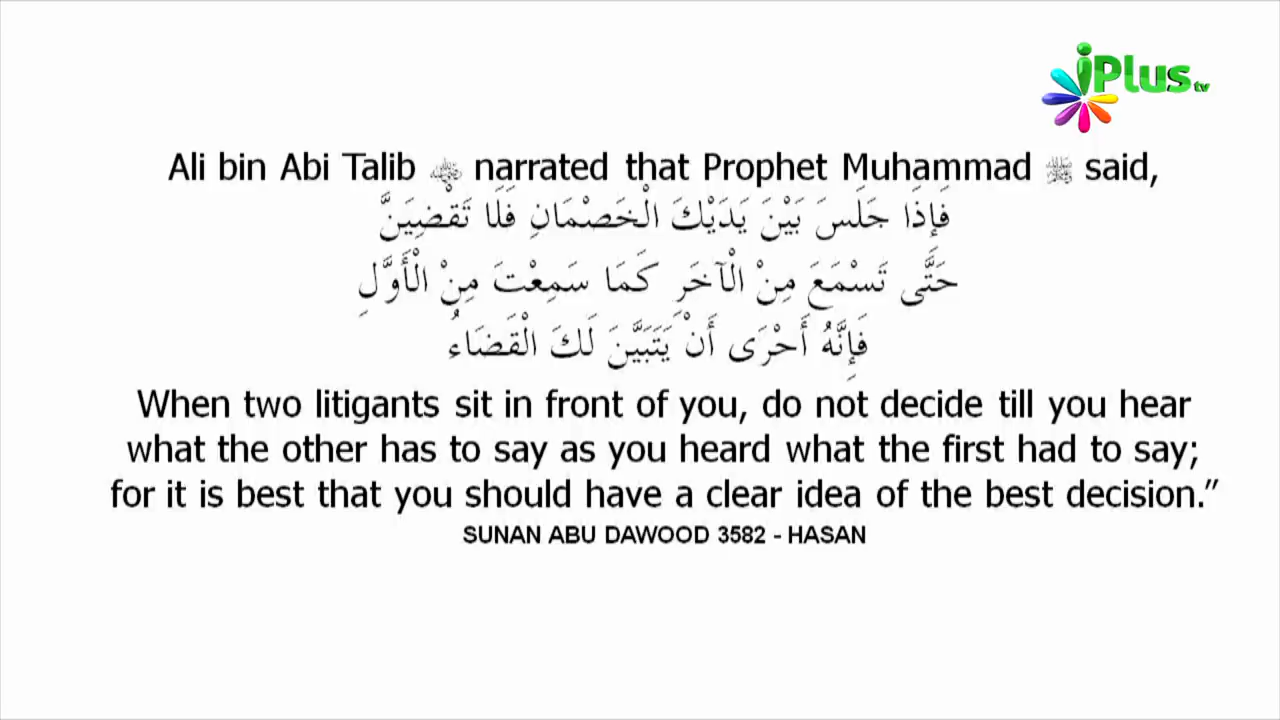 iPlus tv
Ali bin Abi Talib رضي الله عنه narrated that Prophet Muhammad ﷺ said,
فَإِذَا جَلَسَ بَيْنَ يَدَيْكَ الْخَصْمَانِ فَلَا تَقْضِيَنَّ
حَتَّى تَسْمَعَ مِنْ الْآخَرِ كَمَا سَمِعْتَ مِنْ الْأَوَّلِ
فَإِنَّهُ أَحْرَى أَنْ يَتَبَيَّنَ لَكَ الْقَضَاءُ
When two litigants sit in front of you, do not decide till you hear
what the other has to say as you heard what the first had to say;
for it is best that you should have a clear idea of the best decision.”
SUNAN ABU DAWOOD 3582 - HASAN